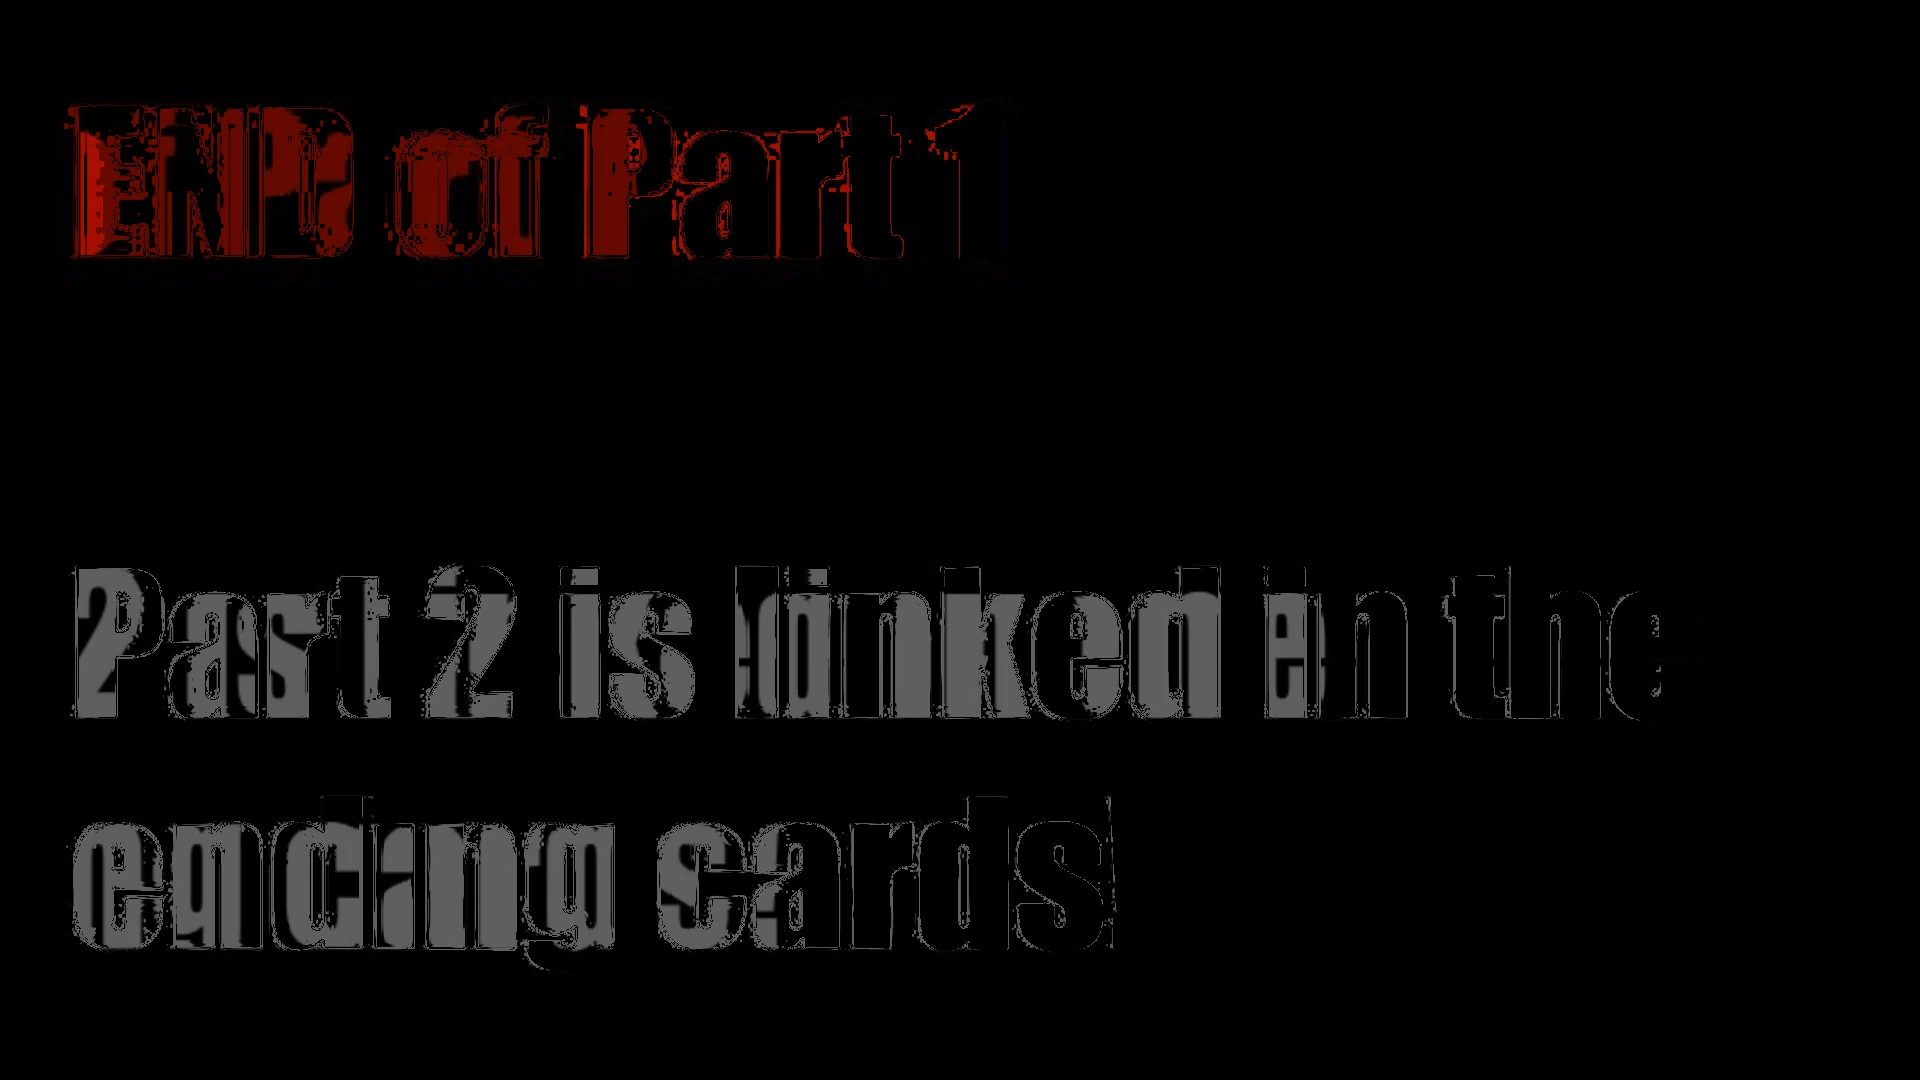 END of Part 1
Part 2 is linked in the
ending cards